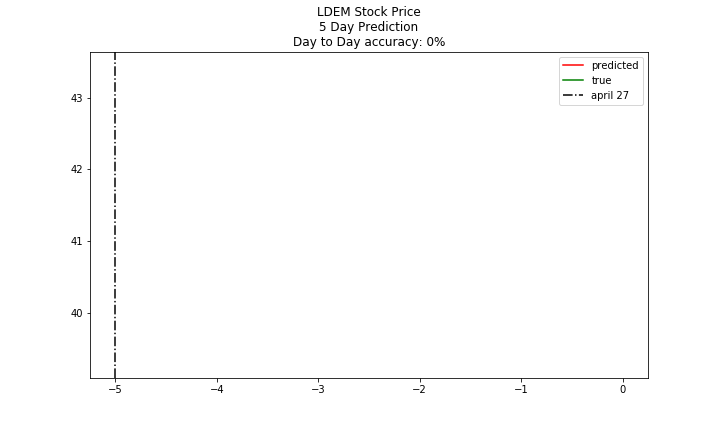 LDEM Stock Price
5 Day Prediction
Day to Day accuracy: 0%
predicted
true
april 27
43
42
41
40
−5
−4
−3
−2
−1
0